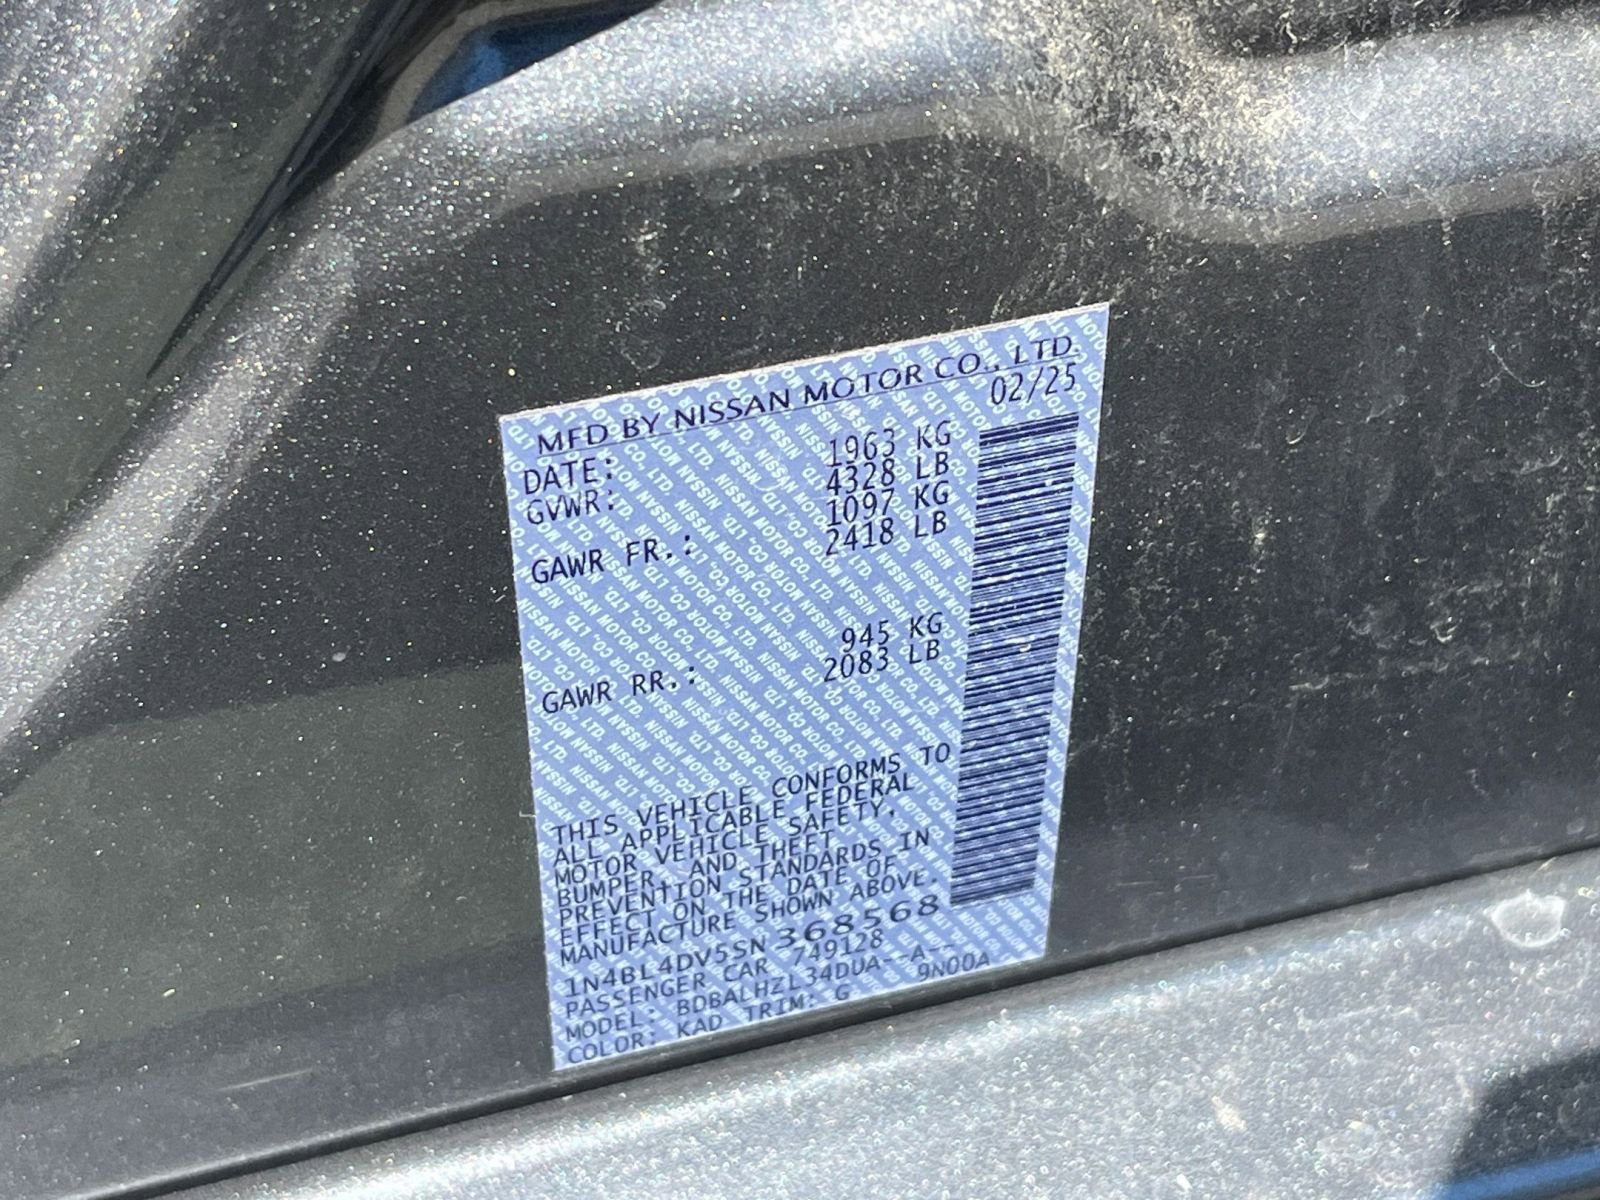 MFD BY NISSAN MOTOR CO., LTD.
DATE: 02/25
GVWR: 1963 KG
4328 LB
GAWR FR.: 1097 KG
2418 LB
GAWR RR.: 945 KG
2083 LB
THIS VEHICLE CONFORMS TO
ALL APPLICABLE FEDERAL
MOTOR VEHICLE SAFETY,
BUMPER, AND THEFT
PREVENTION STANDARDS IN
EFFECT ON THE DATE OF
MANUFACTURE SHOWN ABOVE.
1N4BL4DV5SN368568
PASSENGER CAR 749128
MODEL: BDBALHZL34DUA--A--
COLOR: KAD TRIM: G 9N00A